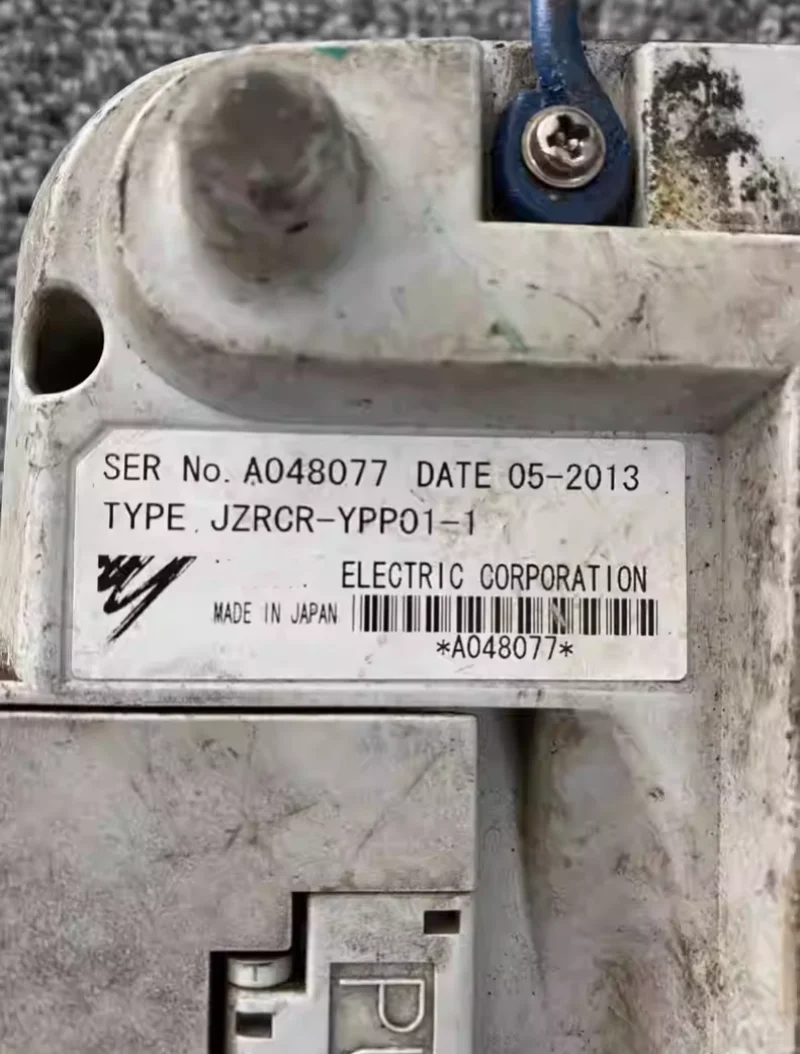 SER No. A048077 DATE 05-2013
TYPE JZRCR-YPP01-1
ELECTRIC CORPORATION
MADE IN JAPAN
*A048077*
T